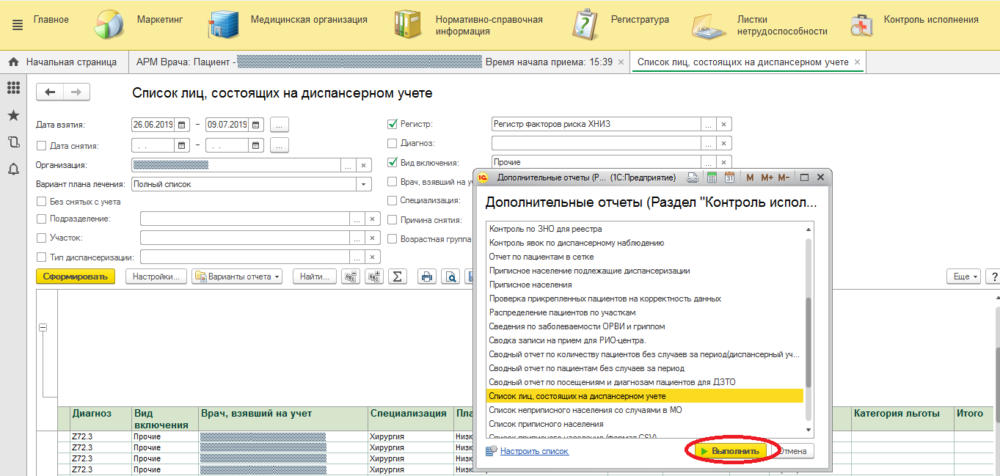 Главное
Маркетинг
Медицинская организация
Нормативно-справочная
информация
Регистратура
Листки
нетрудоспособности
Контроль исполнения
Начальная страница
АРМ Врача: Пациент - Время начала приема: 15:39 ×
Список лиц, состоящих на диспансерном учете ×
Список лиц, состоящих на диспансерном учете
Дата взятия: 26.06.2019 – 09.07.2019 ...
Дата снятия: . . – . . ...
Организация: ... ×
Вариант плана лечения: Полный список
Без снятых с учета
Подразделение: ... ×
Участок: ... ×
Тип диспансеризации: ... ×
Регистр: Регистр факторов риска ХНИЗ ... ×
Диагноз: ... ×
Вид включения: Прочие ... ×
Врач, взявший на у
Специализация:
Причина снятия:
Возрастная группа
Сформировать Настройки... Варианты отчета Найти... Σ Еще ?
Диагноз Вид включения Врач, взявший на учет Специализация Пла Категория льготы Итого
Z72.3 Прочие Хирургия Низк
Z72.3 Прочие Хирургия Низк
Z72.3 Прочие Хирургия Низк
Z72.3 Прочие Хирургия Низк
Дополнительные отчеты (Р... (1С:Предприятие) M M+ M-
Дополнительные отчеты (Раздел "Контроль испол...
Контроль по ЗНО для реестра
Контроль явок по диспансерному наблюдению
Отчет по пациентам в сетке
Приписное население подлежащие диспансеризации
Приписное население
Проверка прикрепленных пациентов на корректность данных
Распределение пациентов по участкам
Сведения по заболеваемости ОРВИ и гриппом
Сводка записи на прием для РИО-центра.
Сводный отчет по количеству пациентов без случаев за период(диспансерный уч...
Сводный отчет по пациентам без случаев за период
Сводный отчет по посещениям и диагнозам пациентов для ДЗТО
Список лиц, состоящих на диспансерном учете
Список неприписного населения со случаями в МО
Список приписного населения
Список приписного населения (формат CSV)
Настроить список Выполнить Отмена